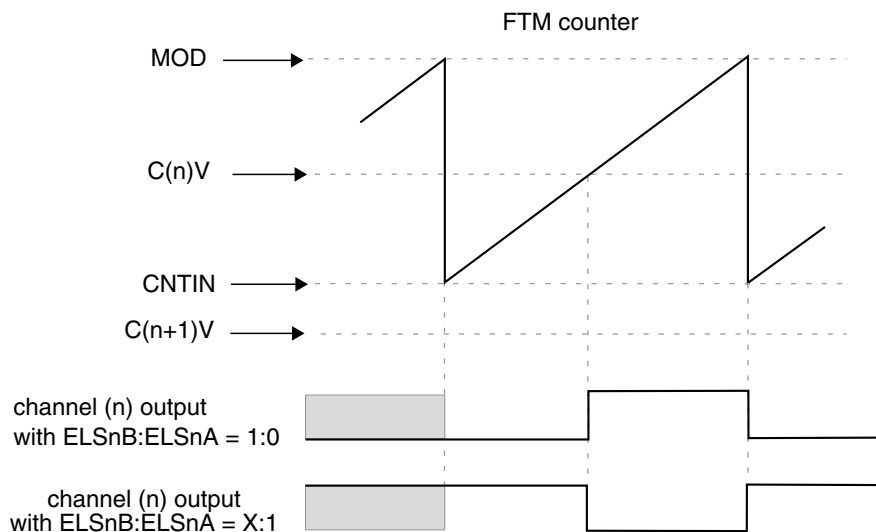 FTM counter
MOD
C(n)V
CNTIN
C(n+1)V
channel (n) output
with ELSnB:ELSnA = 1:0
channel (n) output
with ELSnB:ELSnA = X:1